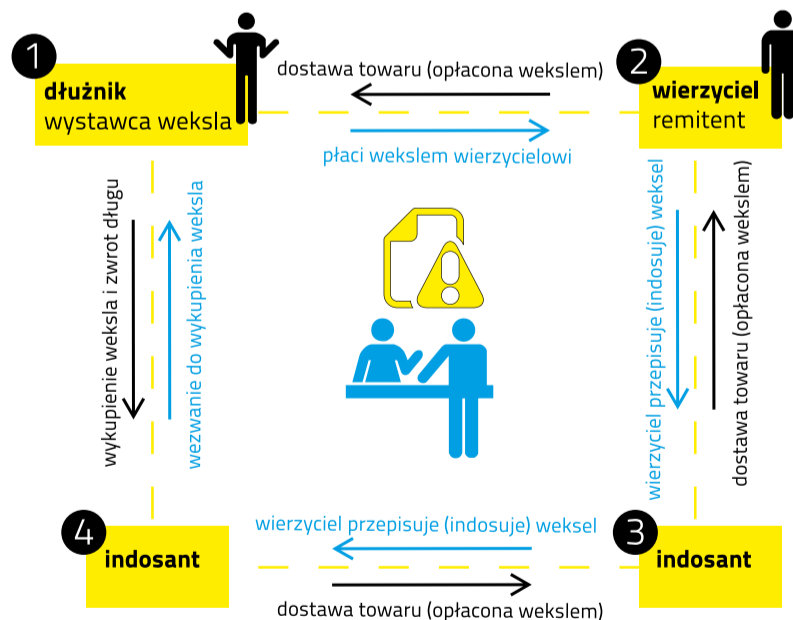 1
dłużnik
wystawca weksla
dostawa towaru (opłacona wekslem)
płaci wekslem wierzycielowi
2
wierzyciel
remitent
wykupienie weksla i zwrot długu
wezwanie do wykupienia weksla
wierzyciel przepisuje (indosuje) weksel
dostawa towaru (opłacona wekslem)
4
indosant
wierzyciel przepisuje (indosuje) weksel
dostawa towaru (opłacona wekslem)
3
indosant